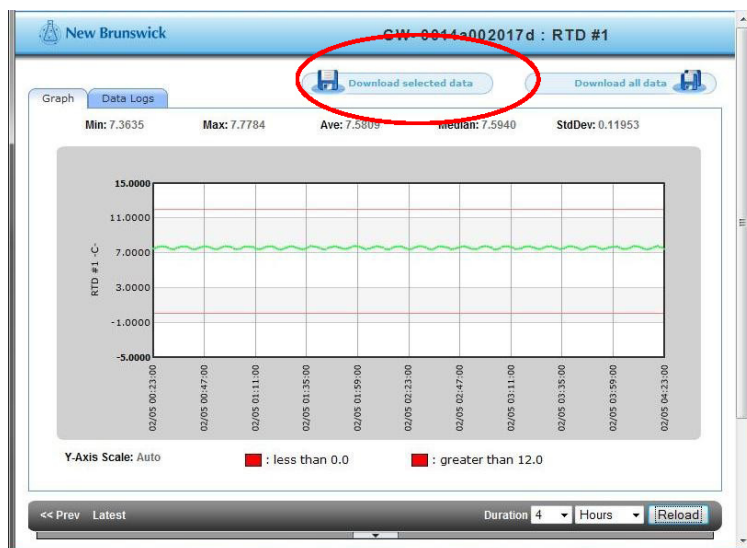 New Brunswick
GW-0014a002017d : RTD #1
Download selected data
Download all data
Graph
Data Logs
Min: 7.3635 Max: 7.7784 Ave: 7.5809 Median: 7.5940 StdDev: 0.11953
15.0000
11.0000
7.0000
3.0000
-1.0000
-5.0000
RTD #1 -C-
02/05 00:23:00
02/05 00:47:00
02/05 01:11:00
02/05 01:35:00
02/05 01:59:00
02/05 02:23:00
02/05 02:47:00
02/05 03:11:00
02/05 03:35:00
02/05 03:59:00
02/05 04:23:00
Y-Axis Scale: Auto
: less than 0.0
: greater than 12.0
<< Prev Latest
Duration 4 Hours Reload